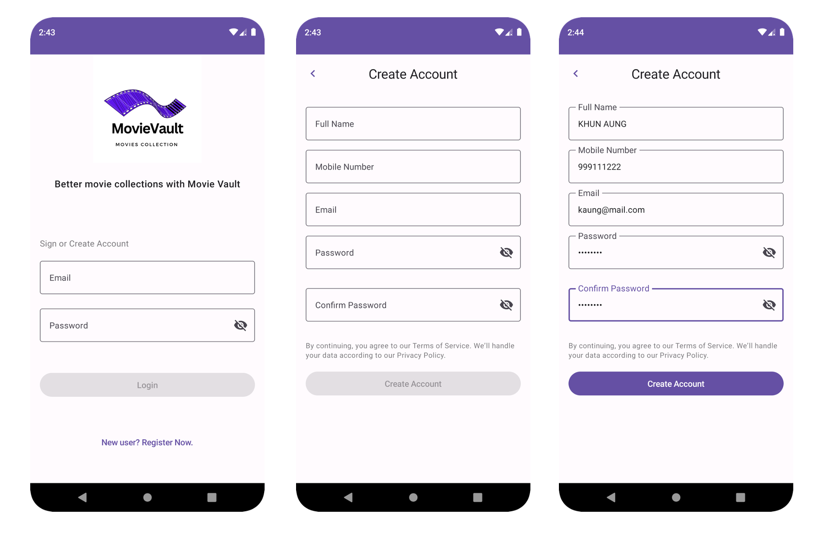 2:43
MovieVault
MOVIES COLLECTION
Better movie collections with Movie Vault
Sign or Create Account
Email
Password
Login
New user? Register Now.
2:43
Create Account
Full Name
Mobile Number
Email
Password
Confirm Password
By continuing, you agree to our Terms of Service. We'll handle
your data according to our Privacy Policy.
Create Account
2:44
Create Account
Full Name
KHUN AUNG
Mobile Number
999111222
Email
kaung@mail.com
Password
••••••••
Confirm Password
••••••••
By continuing, you agree to our Terms of Service. We'll handle
your data according to our Privacy Policy.
Create Account